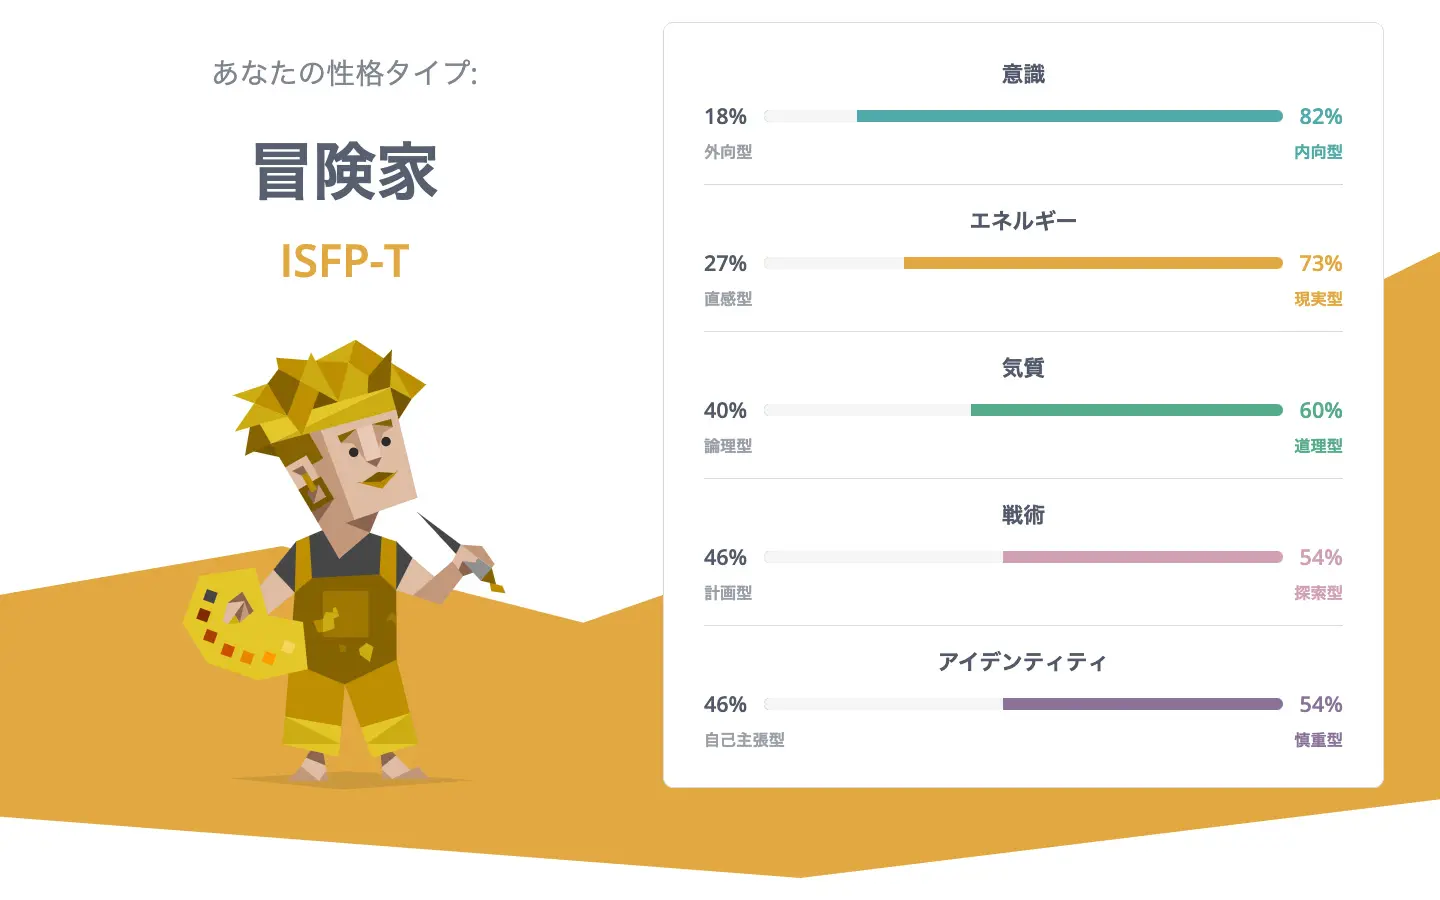 あなたの性格タイプ:
冒険家
ISFP-T
意識
18% 82%
外向型 内向型
エネルギー
27% 73%
直感型 現実型
気質
40% 60%
論理型 道理型
戦術
46% 54%
計画型 探索型
アイデンティティ
46% 54%
自己主張型 慎重型